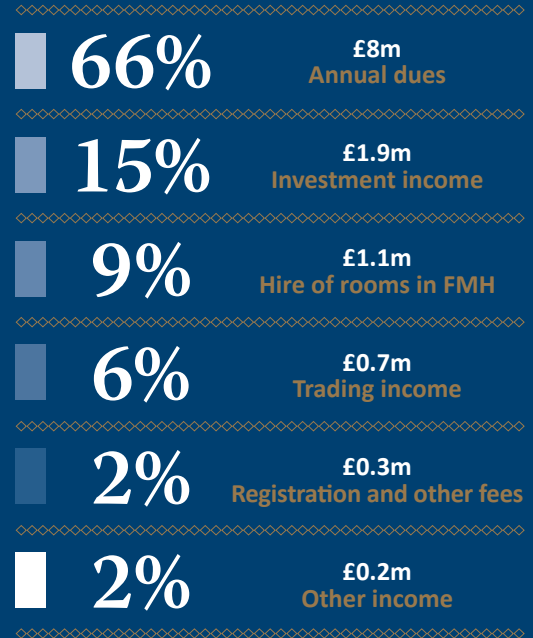 66%
£8m
Annual dues
15%
£1.9m
Investment income
9%
£1.1m
Hire of rooms in FMH
6%
£0.7m
Trading income
2%
£0.3m
Registration and other fees
2%
£0.2m
Other income